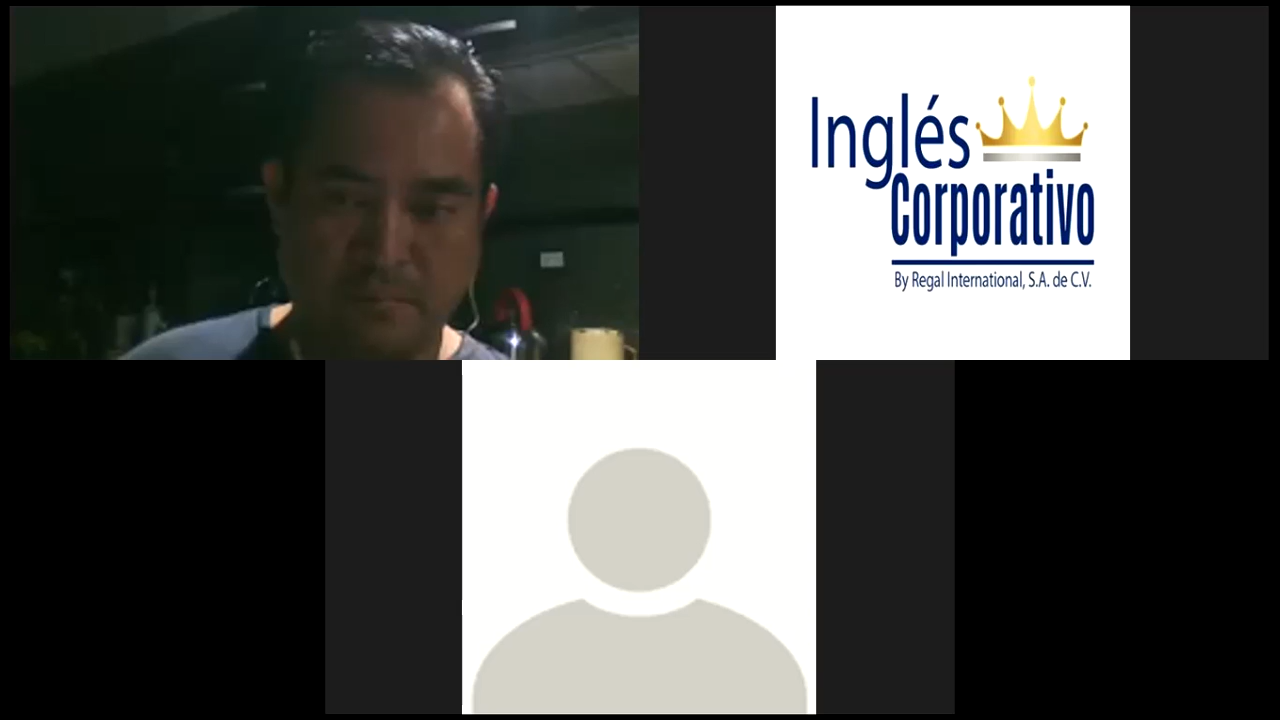 Inglés
Corporativo
By Regal International, S.A. de C.V.